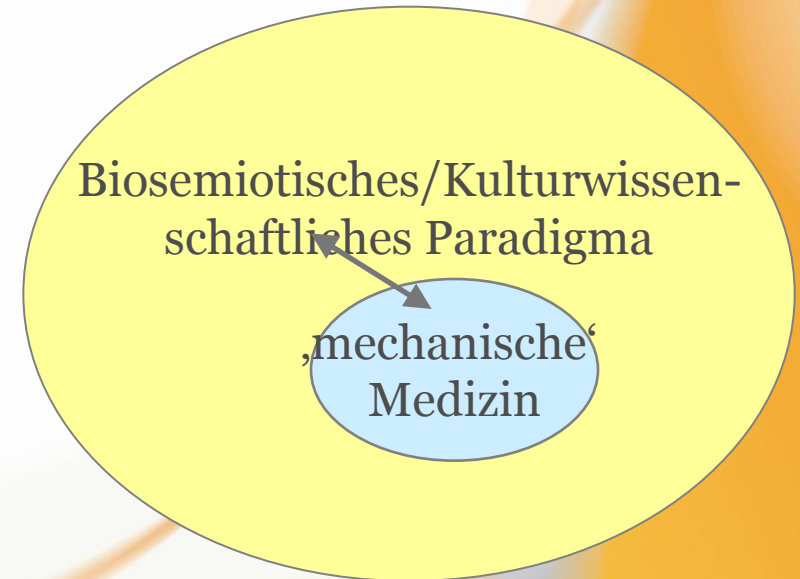 Biosemiotisches/Kulturwissen-
schaftliches Paradigma
‚mechanische‘
Medizin